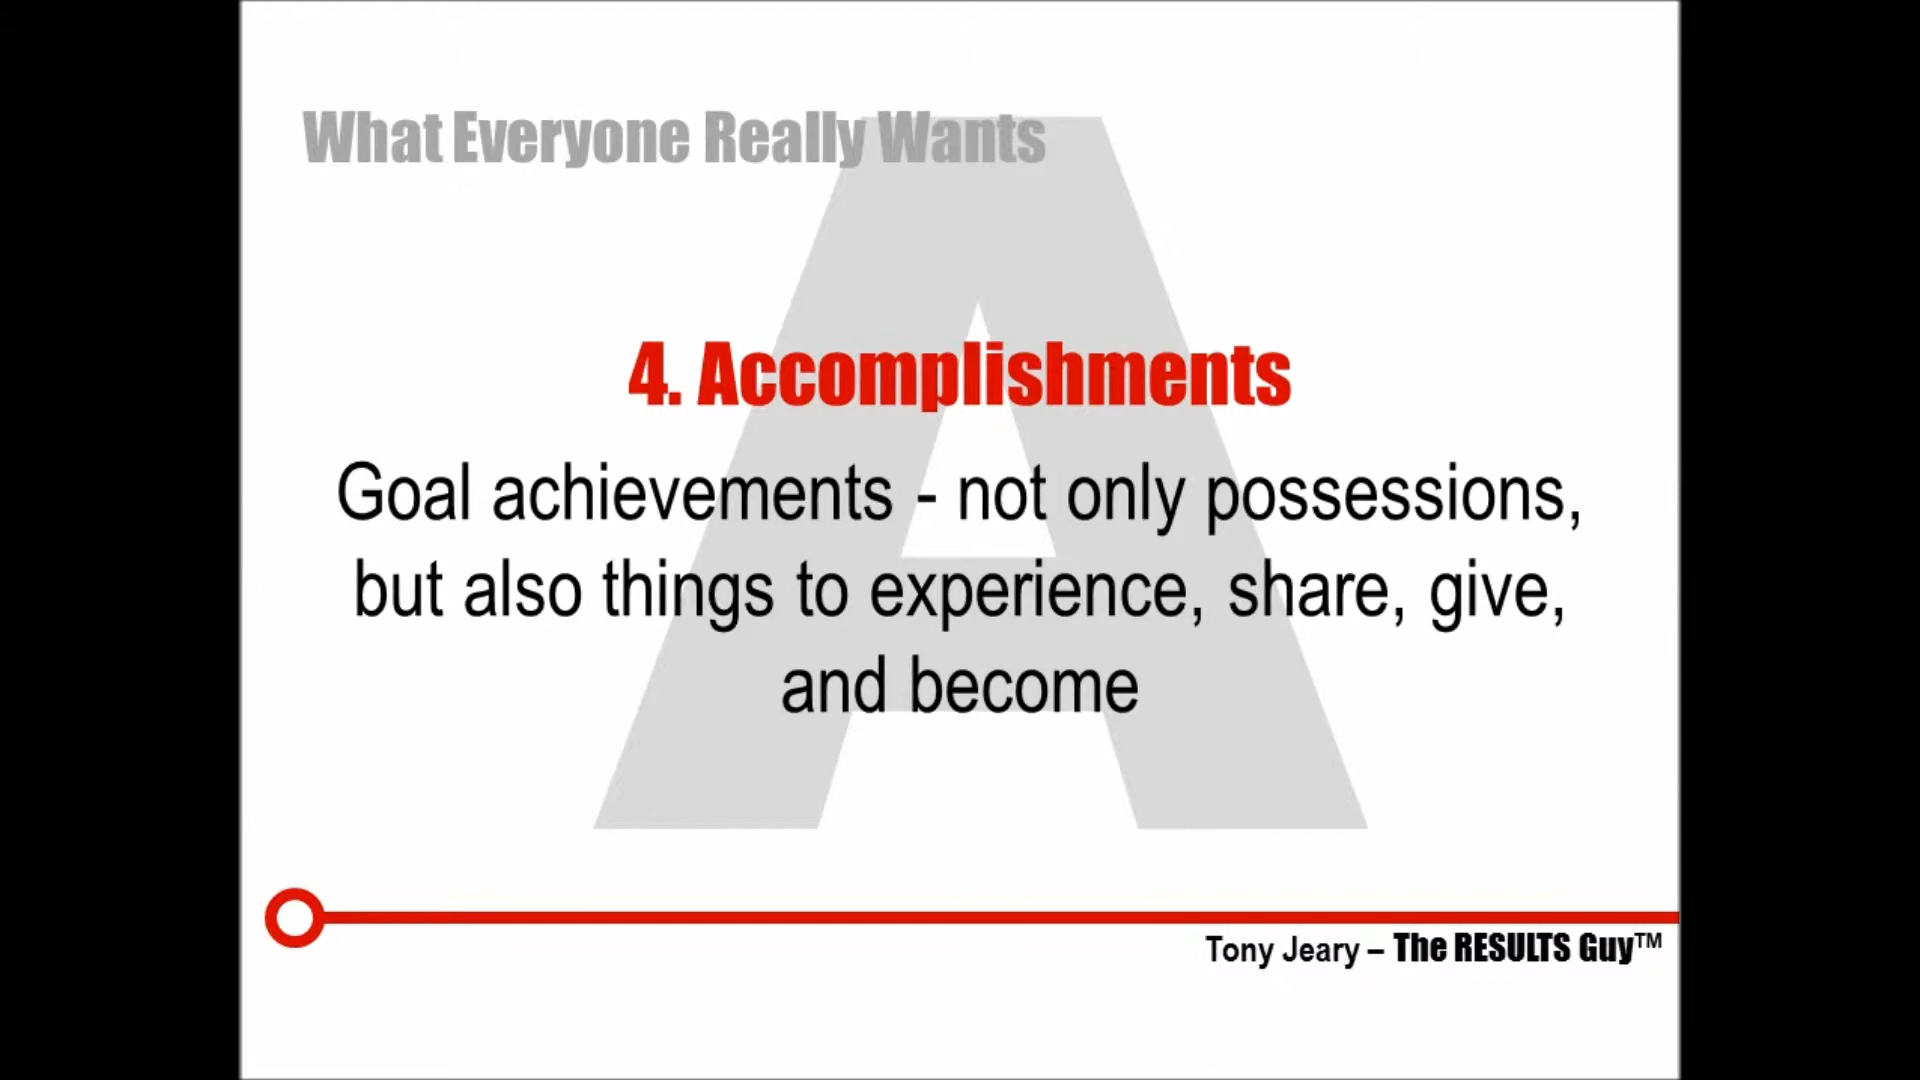 What Everyone Really Wants
A
4. Accomplishments
Goal achievements - not only possessions,
but also things to experience, share, give,
and become
Tony Jeary – The RESULTS Guy™